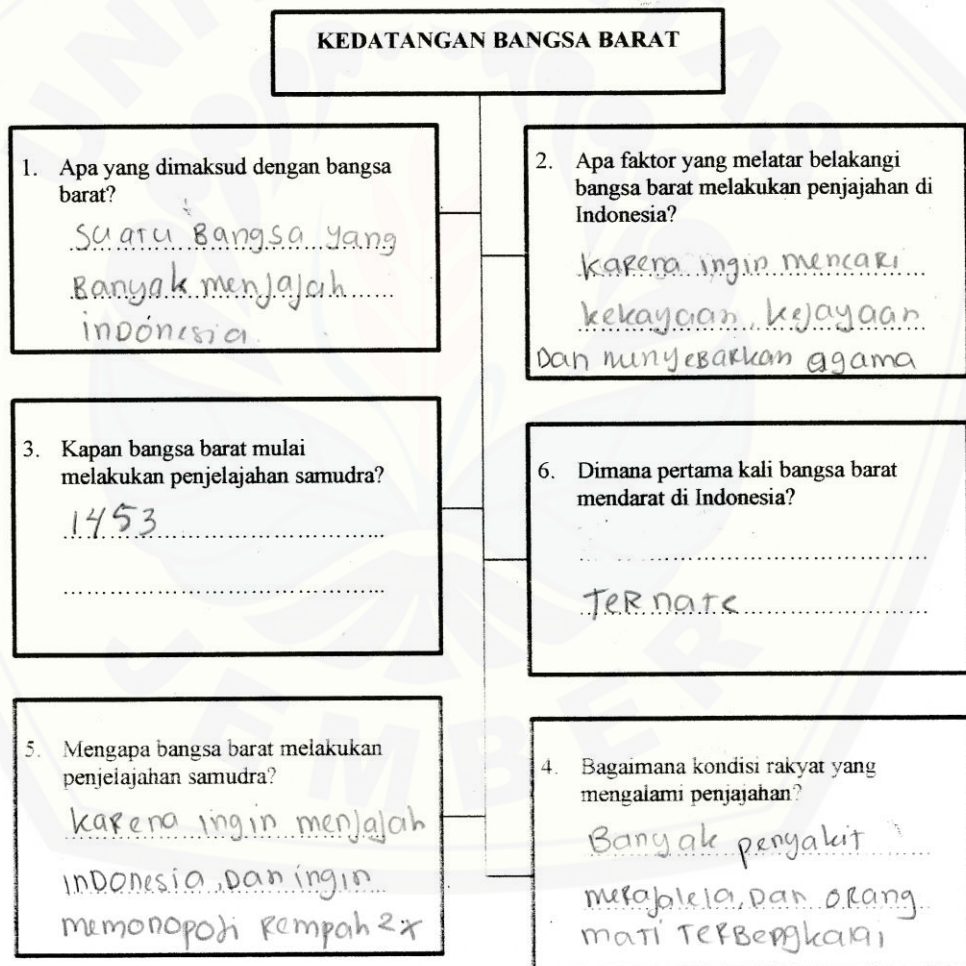 KEDATANGAN BANGSA BARAT
1. Apa yang dimaksud dengan bangsa
barat?
Suatu Bangsa yang
Banyak menjajah
inDonesia.
2. Apa faktor yang melatar belakangi
bangsa barat melakukan penjajahan di
Indonesia?
KaRena ingin mencaRi
kekayaan, kejayaan
Dan menyeBaRkan agama
3. Kapan bangsa barat mulai
melakukan penjelajahan samudra?
1453
6. Dimana pertama kali bangsa barat
mendarat di Indonesia?
TeRnate
5. Mengapa bangsa barat melakukan
penjelajahan samudra?
kaRena ingin menjajah
inDonesia, Dan ingin
memonopoli Rempah2x
4. Bagaimana kondisi rakyat yang
mengalami penjajahan?
Banyak penyakit
merajalela, Dan oRang
mati TeRBengkalai
UNIVERSITAS
JEMBER